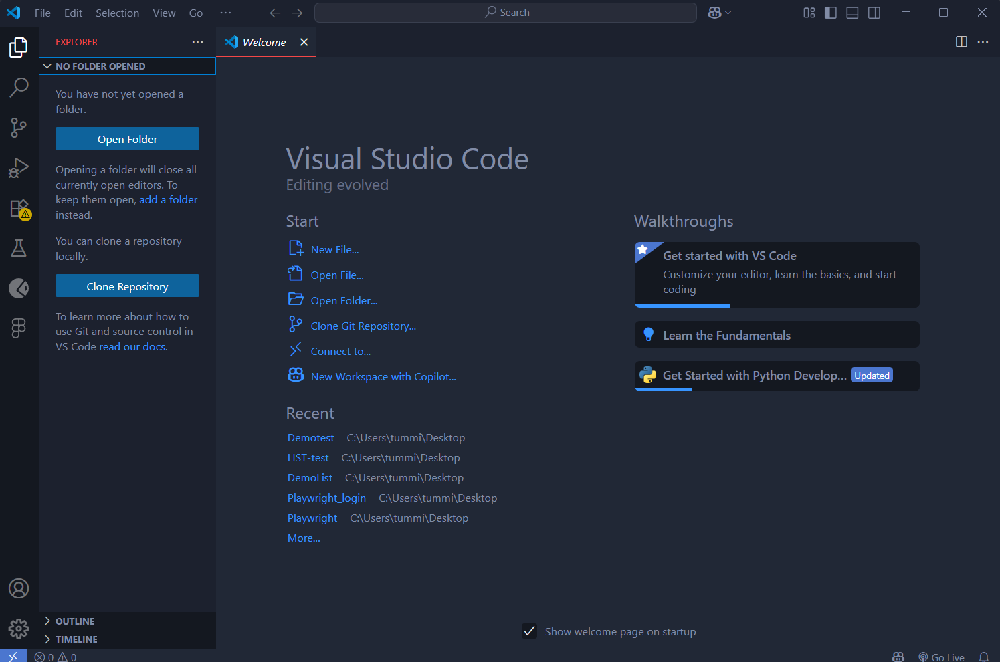 File Edit Selection View Go ···
Search
EXPLORER ···
Welcome
NO FOLDER OPENED
You have not yet opened a
folder.
Open Folder
Opening a folder will close all
currently open editors. To
keep them open, add a folder
instead.
You can clone a repository
locally.
Clone Repository
To learn more about how to
use Git and source control in
VS Code read our docs.
OUTLINE
TIMELINE
Visual Studio Code
Editing evolved
Start
New File...
Open File...
Open Folder...
Clone Git Repository...
Connect to...
New Workspace with Copilot...
Recent
Demotest C:\Users\tummi\Desktop
LIST-test C:\Users\tummi\Desktop
DemoList C:\Users\tummi\Desktop
Playwright_login C:\Users\tummi\Desktop
Playwright C:\Users\tummi\Desktop
More...
Walkthroughs
Get started with VS Code
Customize your editor, learn the basics, and start
coding
Learn the Fundamentals
Get Started with Python Develop... Updated
Show welcome page on startup
0 0
Go Live